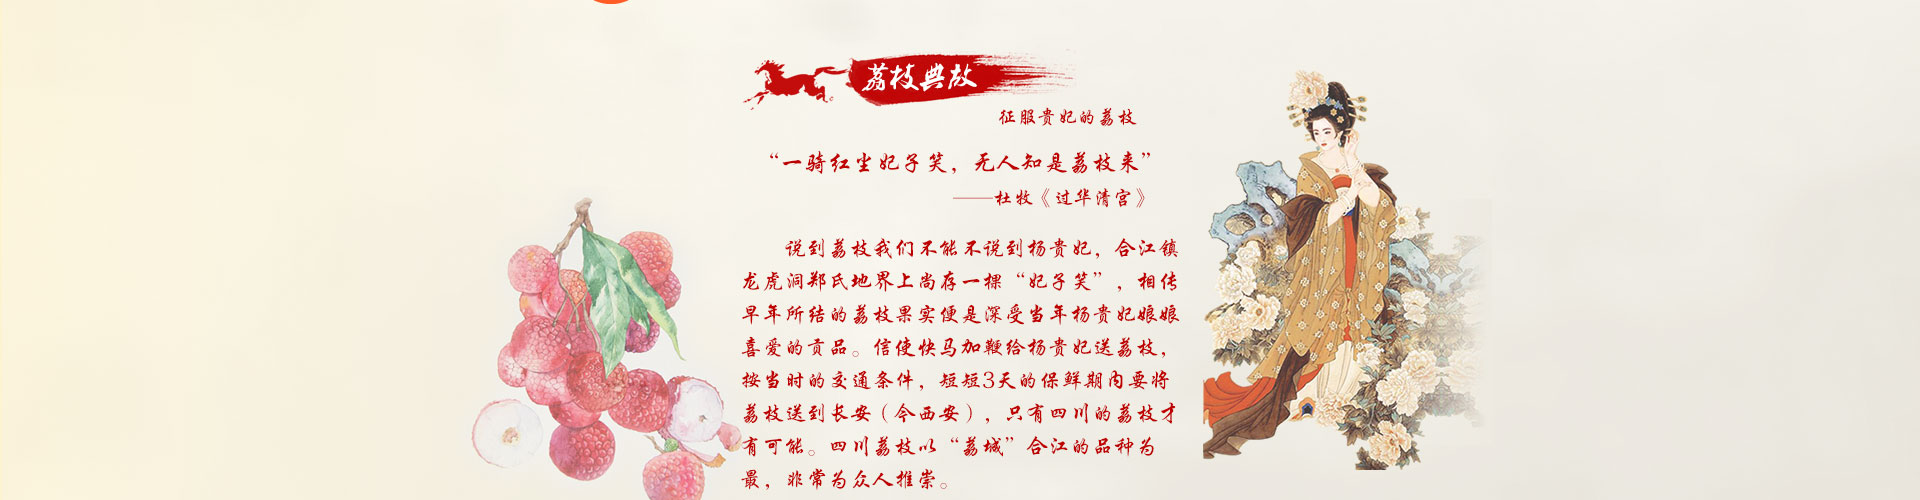 荔枝典故
征服贵妃的荔枝
“一骑红尘妃子笑，无人知是荔枝来”
——杜牧《过华清宫》
说到荔枝我们不能不说到杨贵妃，合江镇
龙虎洞郑氏地界上尚存一棵“妃子笑”，相传
早年所结的荔枝果实便是深受当年杨贵妃娘娘
喜爱的贡品。信使快马加鞭给杨贵妃送荔枝，
按当时的交通条件，短短3天的保鲜期内要将
荔枝送到长安（今西安），只有四川的荔枝才
有可能。四川荔枝以“荔城”合江的品种为
最，非常为众人推崇。